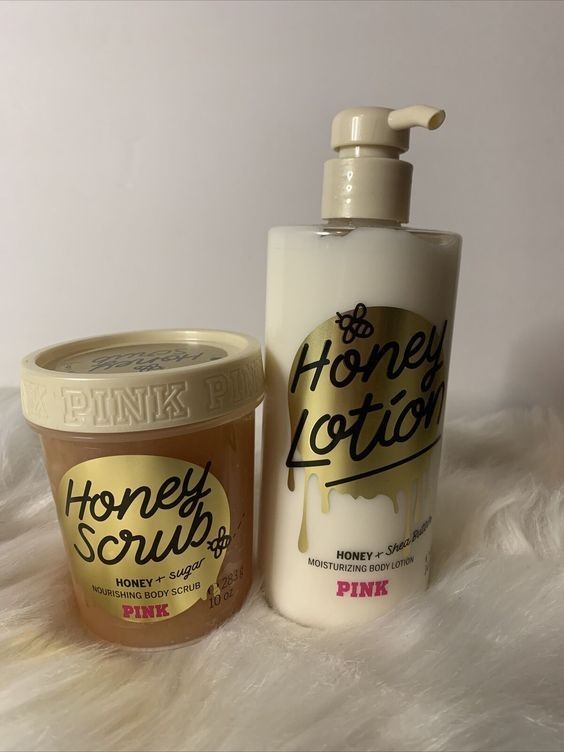 PINK PINK
Honey
Scrub
HONEY + sugar
NOURISHING BODY SCRUB
PINK
℮ 283 g
10 oz
Honey
Lotion
HONEY + Shea Butter
MOISTURIZING BODY LOTION
PINK